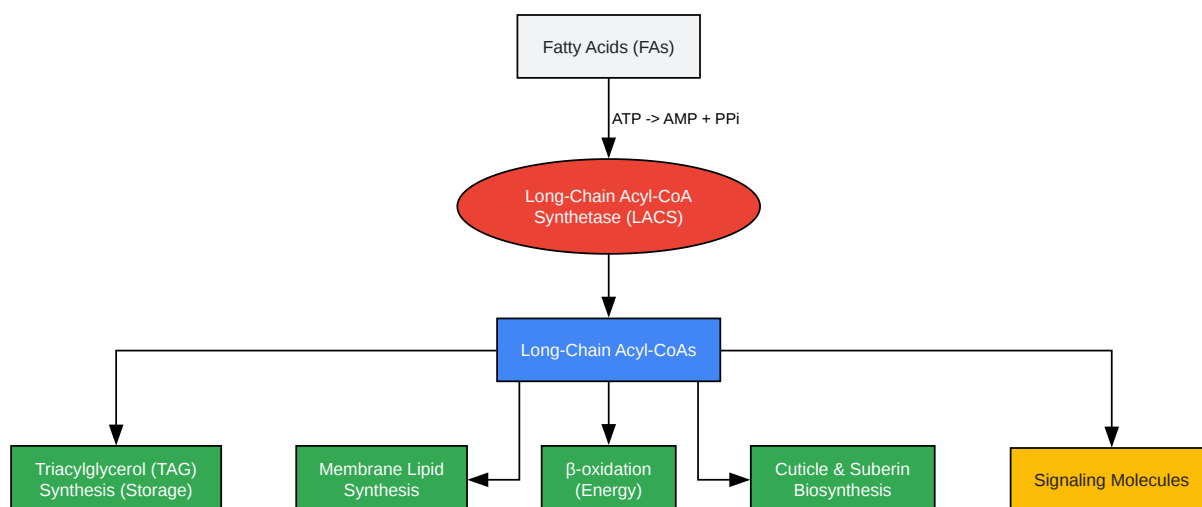 Fatty Acids (FAs)
ATP -> AMP + PPi
Long-Chain Acyl-CoA
Synthetase (LACS)
Long-Chain Acyl-CoAs
Triacylglycerol (TAG)
Synthesis (Storage)
Membrane Lipid
Synthesis
β-oxidation
(Energy)
Cuticle & Suberin
Biosynthesis
Signaling Molecules